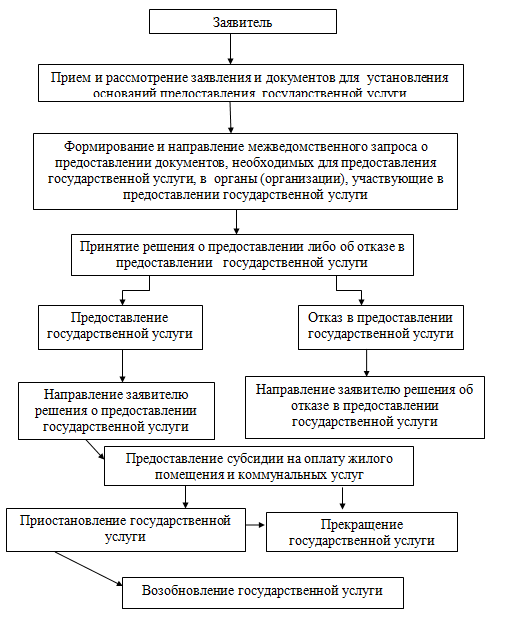 Заявитель
Прием и рассмотрение заявления и документов для установления
оснований предоставления государственной услуги
Формирование и направление межведомственного запроса о
предоставлении документов, необходимых для предоставления
государственной услуги, в органы (организации), участвующие в
предоставлении государственной услуги
Принятие решения о предоставлении либо об отказе в
предоставлении государственной услуги
Предоставление
государственной услуги
Отказ в предоставлении
государственной услуги
Направление заявителю
решения о предоставлении
государственной услуги
Направление заявителю решения об
отказе в предоставлении
государственной услуги
Предоставление субсидии на оплату жилого
помещения и коммунальных услуг
Приостановление государственной
услуги
Прекращение
государственной услуги
Возобновление государственной услуги